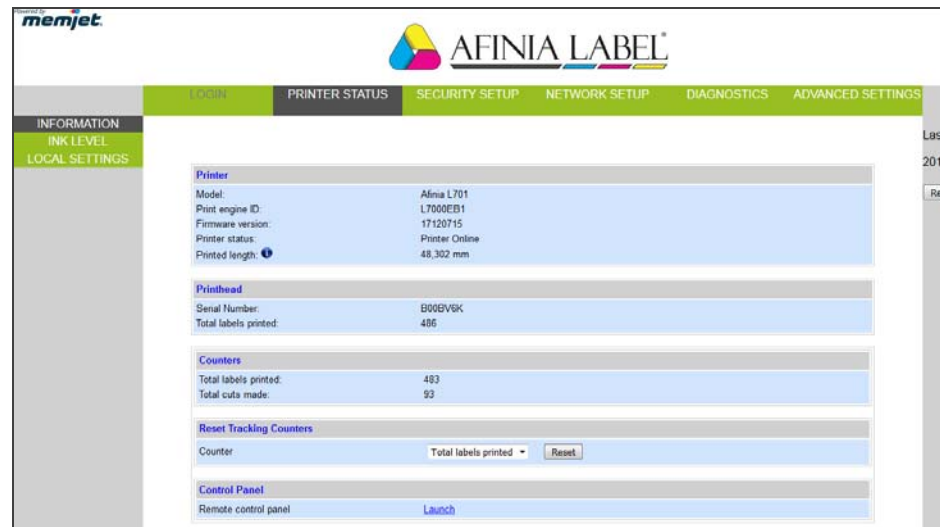 Powered by
memjet.
AFINIA LABEL®
LOGIN PRINTER STATUS SECURITY SETUP NETWORK SETUP DIAGNOSTICS ADVANCED SETTINGS
INFORMATION
INK LEVEL
LOCAL SETTINGS
Las
201
Re
Printer
Model: Afinia L701
Print engine ID: L7000EB1
Firmware version: 17120715
Printer status: Printer Online
Printed length: 48,302 mm
Printhead
Serial Number: B00BV6K
Total labels printed: 486
Counters
Total labels printed: 483
Total cuts made: 93
Reset Tracking Counters
Counter Total labels printed Reset
Control Panel
Remote control panel Launch